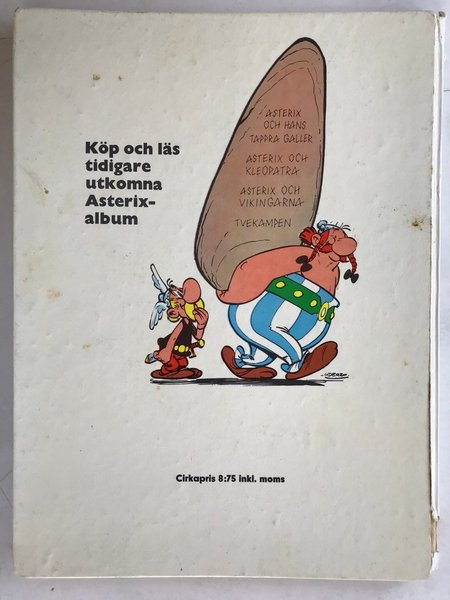 Köp och läs
tidigare
utkomna
Asterix-
album
ASTERIX
OCH HANS
TAPPRA GALLER
ASTERIX OCH
KLEOPATRA
ASTERIX OCH
VIKINGARNA
TVEKAMPEN
UDERZO
Cirkapris 8:75 inkl. moms